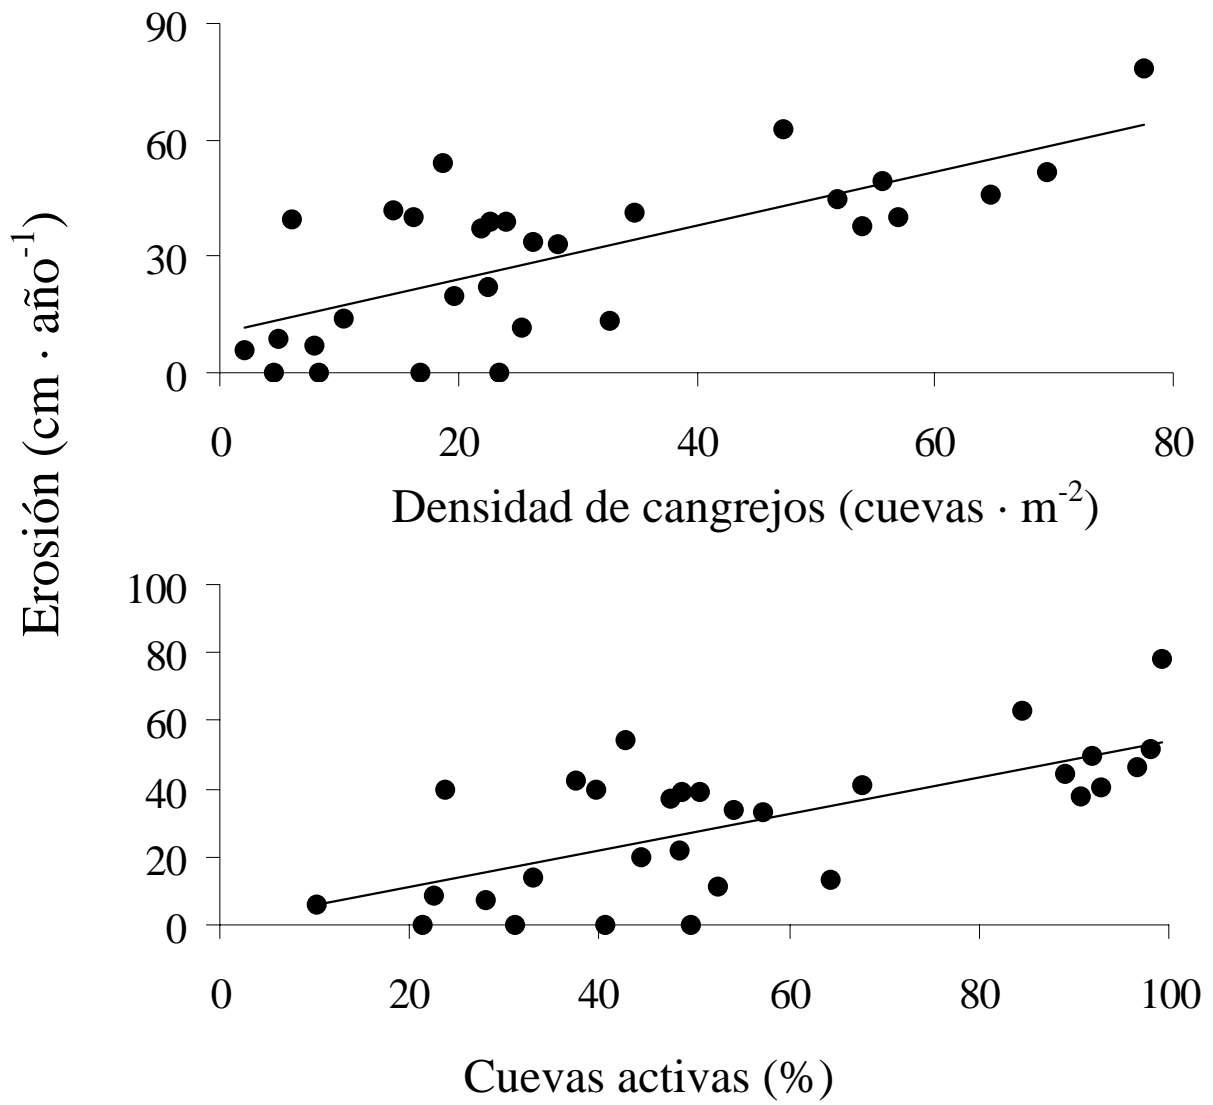 90
60
30
0
0 20 40 60 80
Densidad de cangrejos (cuevas · m-2)
Erosión (cm · año-1)
100
80
60
40
20
0
0 20 40 60 80 100
Cuevas activas (%)